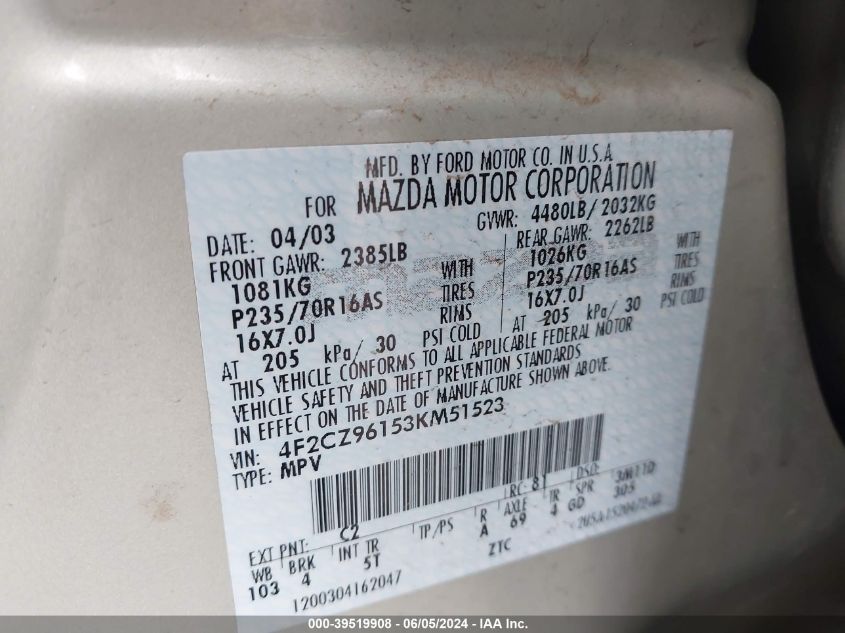 MFD. BY FORD MOTOR CO. IN U.S.A
FOR MAZDA MOTOR CORPORATION
DATE: 04/03 GVWR: 4480LB/ 2032KG
FRONT GAWR: 2385LB REAR GAWR: 2262LB
1081KG WITH 1026KG WITH
P235/70R16AS TIRES P235/70R16AS TIRES
16X7.0J RIMS 16X7.0J RIMS
AT 205 kPa/ 30 PSI COLD AT 205 kPa/ 30 PSI COLD
THIS VEHICLE CONFORMS TO ALL APPLICABLE FEDERAL MOTOR
VEHICLE SAFETY AND THEFT PREVENTION STANDARDS
IN EFFECT ON THE DATE OF MANUFACTURE SHOWN ABOVE.
VIN: 4F2CZ96153KM51523
TYPE: MPV
EXT PNT: C2 RC: 81 DSO:
WB BRK INT TR TP/PS R AXLE TR SPR
103 4 5T A 69 4 GD 305
ZTC
1200304162047
000-39519908 - 06/05/2024 - IAA Inc.